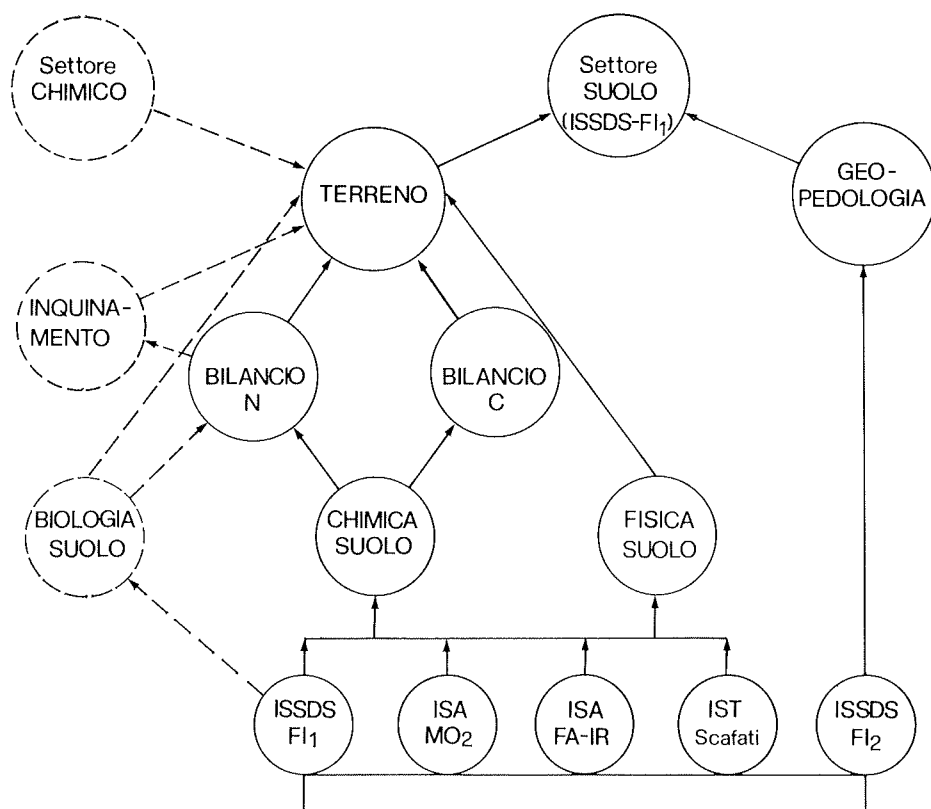 Settore
CHIMICO
Settore
SUOLO
(ISSDS-FI₁)
TERRENO
GEO-
PEDOLOGIA
INQUINA-
MENTO
BILANCIO
N
BILANCIO
C
BIOLOGIA
SUOLO
CHIMICA
SUOLO
FISICA
SUOLO
ISSDS
FI₁
ISA
MO₂
ISA
FA-IR
IST
Scafati
ISSDS
FI₂